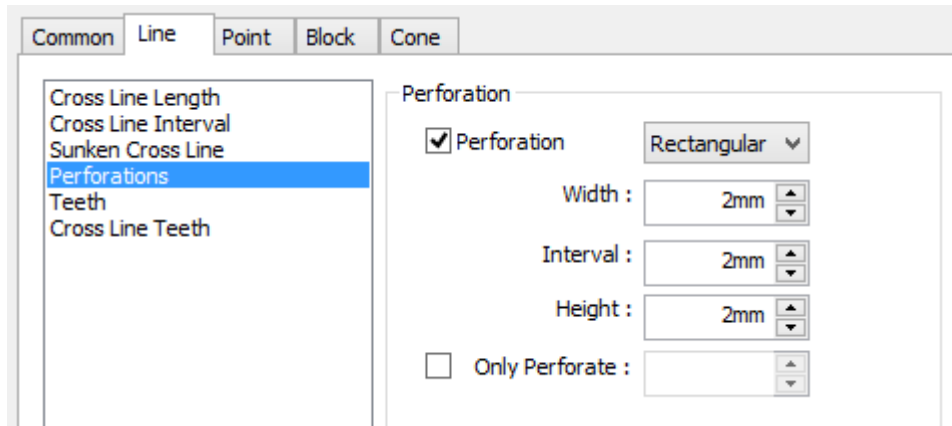 Common Line Point Block Cone
Cross Line Length
Cross Line Interval
Sunken Cross Line
Perforations
Teeth
Cross Line Teeth
Perforation
Perforation Rectangular
Width : 2mm
Interval : 2mm
Height : 2mm
Only Perforate :